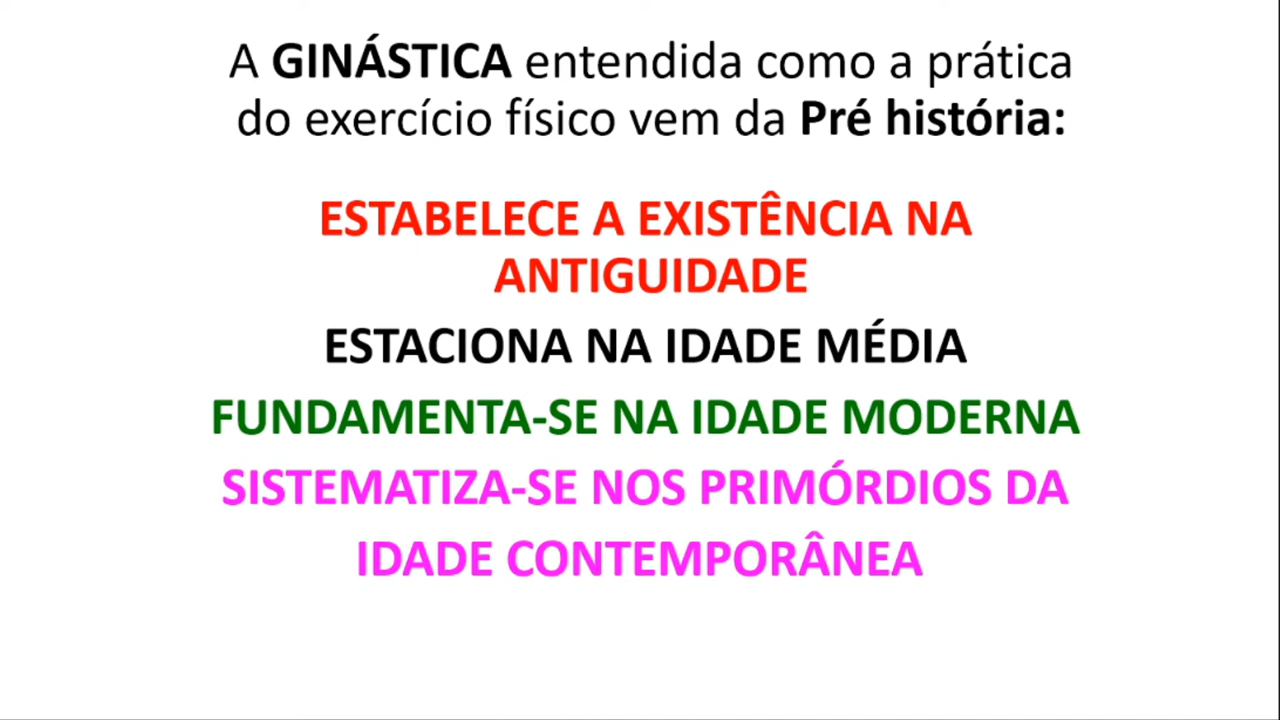 A GINÁSTICA entendida como a prática
do exercício físico vem da Pré história:
ESTABELECE A EXISTÊNCIA NA
ANTIGUIDADE
ESTACIONA NA IDADE MÉDIA
FUNDAMENTA-SE NA IDADE MODERNA
SISTEMATIZA-SE NOS PRIMÓRDIOS DA
IDADE CONTEMPORÂNEA